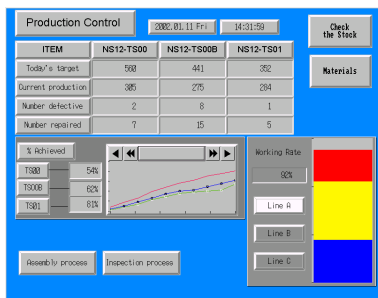 Production Control
2002.01.11 Fri
14:31:59
Check the Stock
ITEM NS12-TS00 NS12-TS00B NS12-TS01
Today's target 560 441 352
Current production 305 275 284
Number defective 2 8 1
Number repaired 7 15 5
Materials
% Achieved
TS00 54%
TS00B 62%
TS01 81%
Working Rate
92%
Line A
Line B
Line C
Assembly process
Inspection process